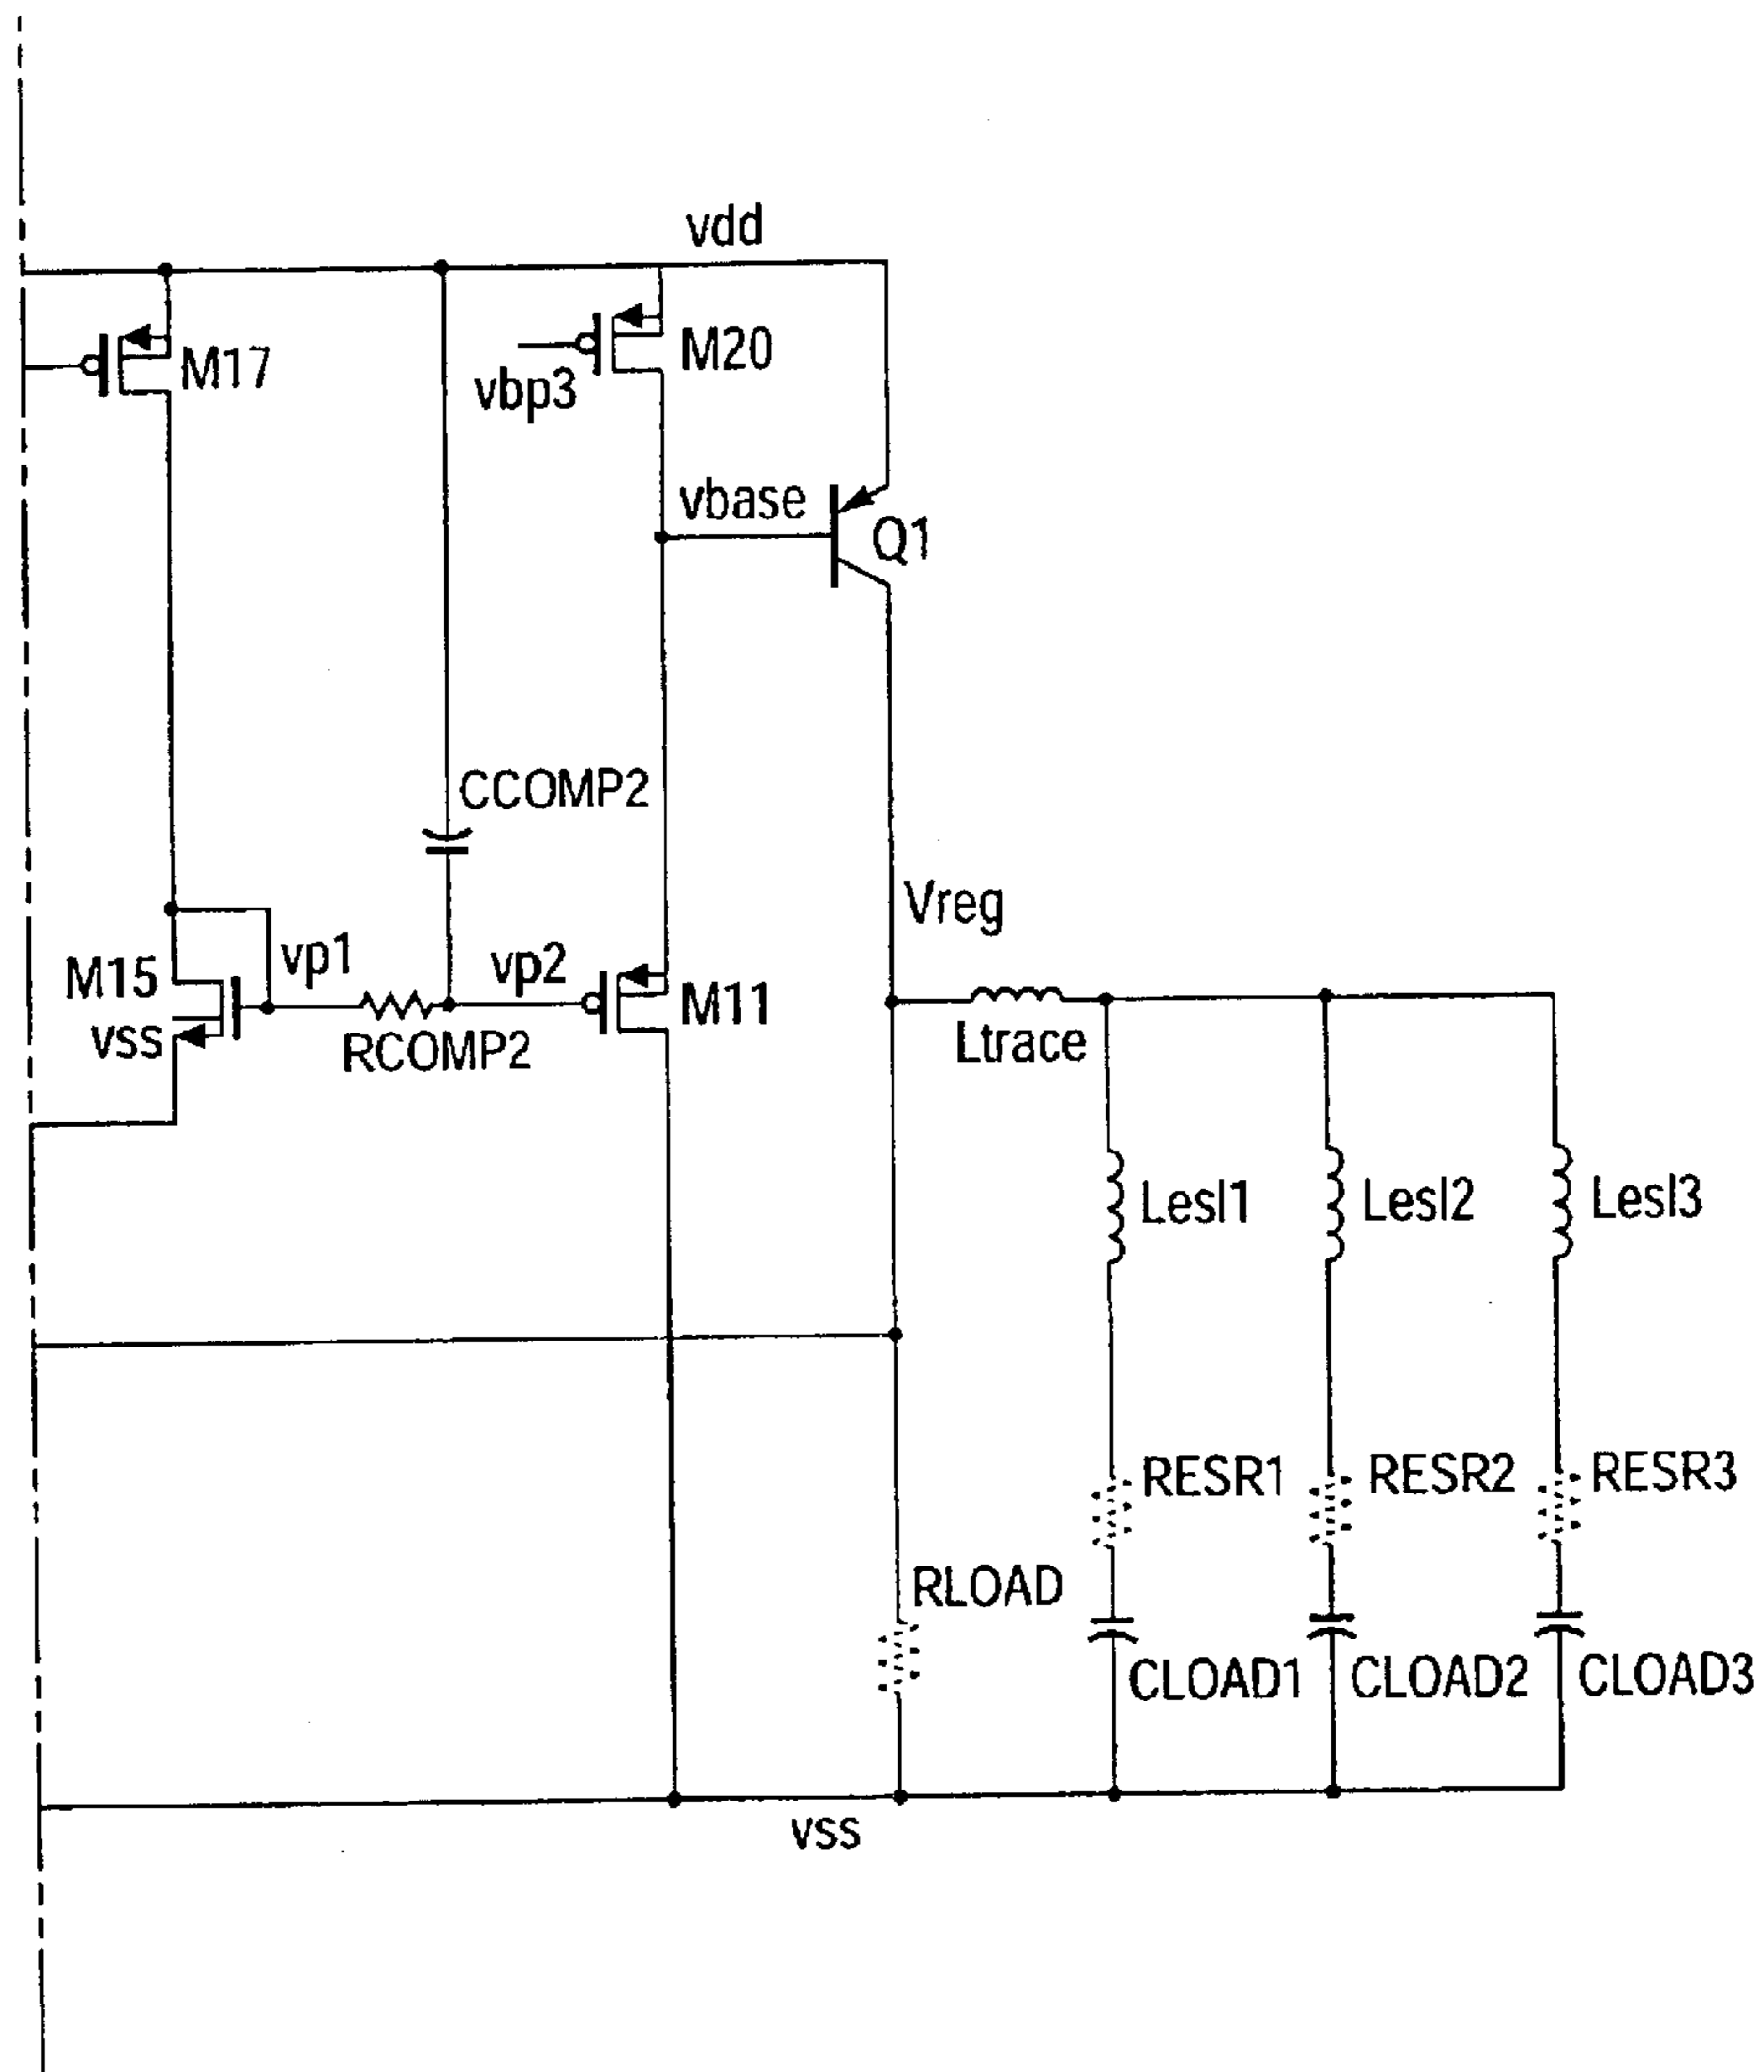 vdd
M17
M20
vbp3
vbase
Q1
CCOMP2
Vreg
vp1
vp2
M15
M11
vss
RCOMP2
Ltrace
Lesl1
Lesl2
Lesl3
RESR1
RESR2
RESR3
RLOAD
CLOAD1
CLOAD2
CLOAD3
vss